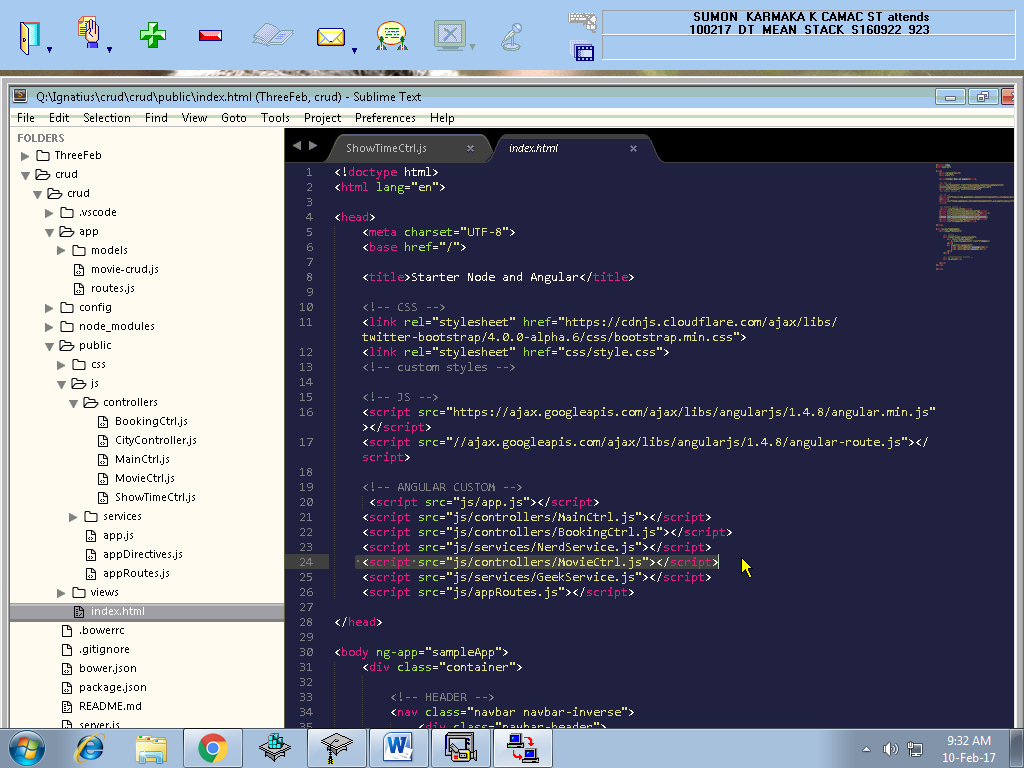 SUMON KARMAKA K CAMAC ST attends
100217_DT_MEAN_STACK_S160922_923
Q:\Ignatius\crud\crud\public\index.html (ThreeFeb, crud) - Sublime Text
File Edit Selection Find View Goto Tools Project Preferences Help
FOLDERS
ThreeFeb
crud
crud
.vscode
app
models
movie-crud.js
routes.js
config
node_modules
public
css
js
controllers
BookingCtrl.js
CityController.js
MainCtrl.js
MovieCtrl.js
ShowTimeCtrl.js
services
app.js
appDirectives.js
appRoutes.js
views
index.html
.bowerrc
.gitignore
bower.json
package.json
README.md
server.js
ShowTimeCtrl.js × index.html ×
1 <!doctype html>
2 <html lang="en">
3
4 <head>
5 <meta charset="UTF-8">
6 <base href="/">
7
8 <title>Starter Node and Angular</title>
9
10 <!-- CSS -->
11 <link rel="stylesheet" href="https://cdnjs.cloudflare.com/ajax/libs/
twitter-bootstrap/4.0.0-alpha.6/css/bootstrap.min.css">
12 <link rel="stylesheet" href="css/style.css">
13 <!-- custom styles -->
14
15 <!-- JS -->
16 <script src="https://ajax.googleapis.com/ajax/libs/angularjs/1.4.8/angular.min.js"
></script>
17 <script src="//ajax.googleapis.com/ajax/libs/angularjs/1.4.8/angular-route.js"></
script>
18
19 <!-- ANGULAR CUSTOM -->
20 <script src="js/app.js"></script>
21 <script src="js/controllers/MainCtrl.js"></script>
22 <script src="js/controllers/BookingCtrl.js"></script>
23 <script src="js/services/NerdService.js"></script>
24 <script src="js/controllers/MovieCtrl.js"></script>
25 <script src="js/services/GeekService.js"></script>
26 <script src="js/appRoutes.js"></script>
27
28 </head>
29
30 <body ng-app="sampleApp">
31 <div class="container">
32
33 <!-- HEADER -->
34 <nav class="navbar navbar-inverse">
35 <div class="navbar-header">
9:32 AM
10-Feb-17